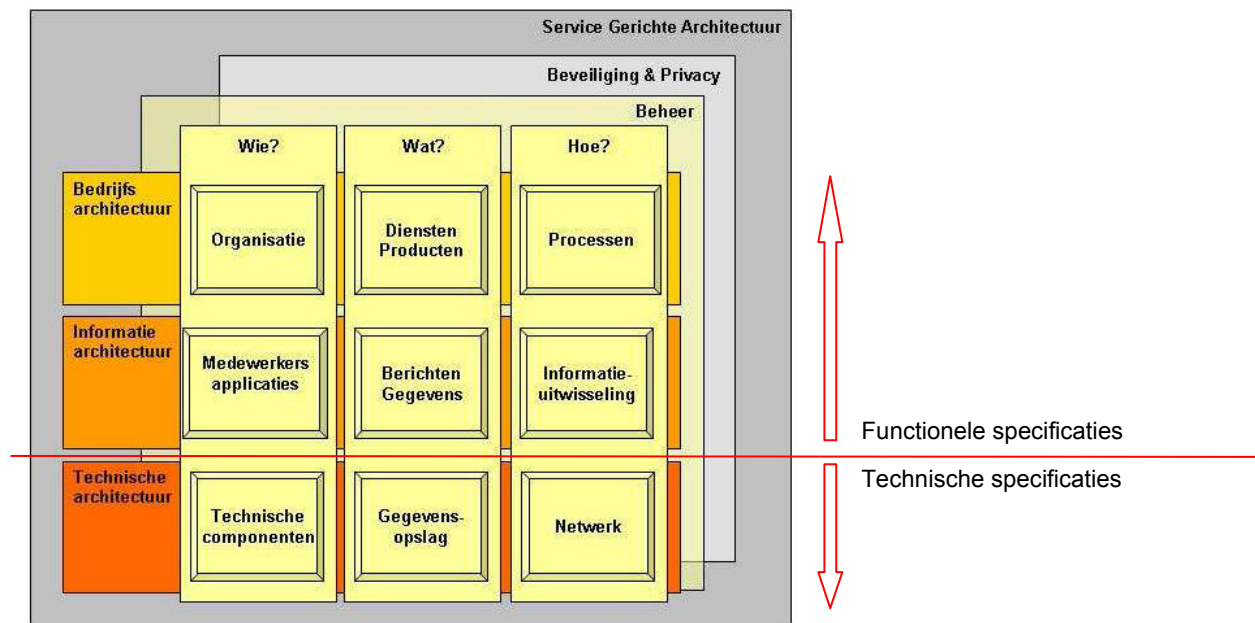 Service Gerichte Architectuur
Beveiliging & Privacy
Beheer
Wie?
Wat?
Hoe?
Bedrijfs
architectuur
Organisatie
Diensten
Producten
Processen
Informatie
architectuur
Medewerkers
applicaties
Berichten
Gegevens
Informatie-
uitwisseling
Functionele specificaties
Technische specificaties
Technische
architectuur
Technische
componenten
Gegevens-
opslag
Netwerk